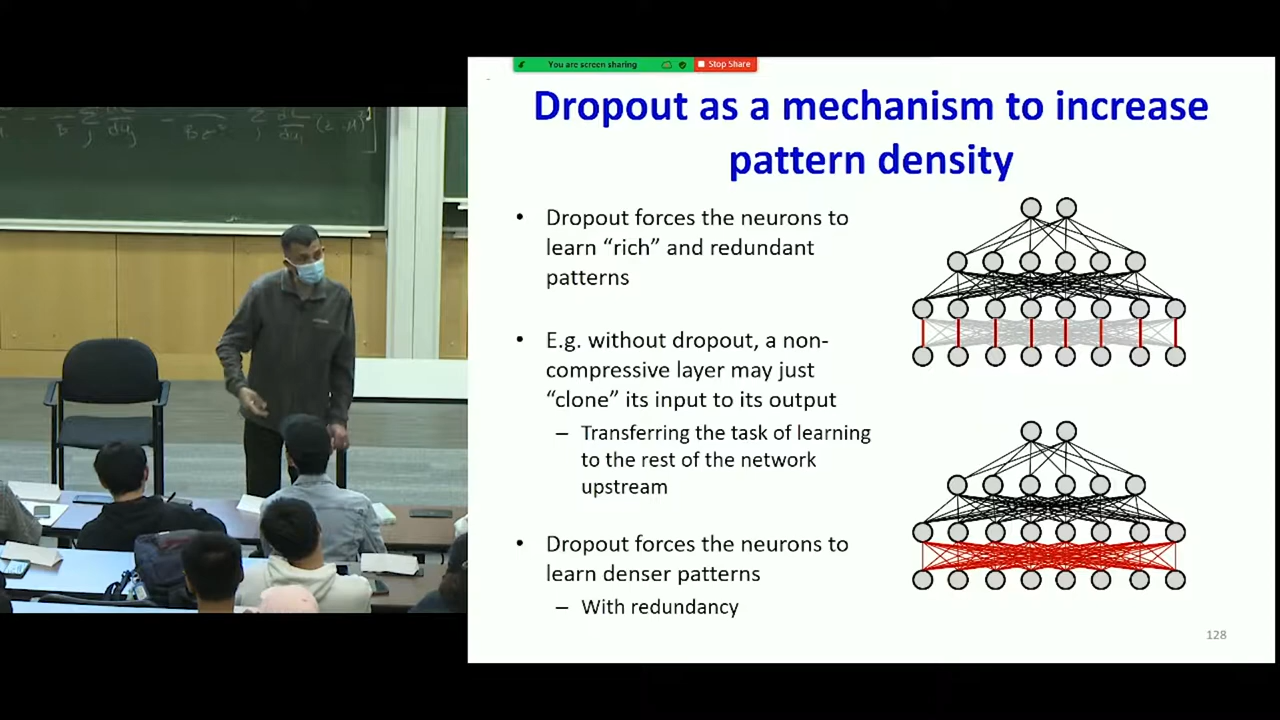 You are screen sharing
Stop Share
Dropout as a mechanism to increase
pattern density
• Dropout forces the neurons to
learn “rich” and redundant
patterns
• E.g. without dropout, a non-
compressive layer may just
“clone” its input to its output
– Transferring the task of learning
to the rest of the network
upstream
• Dropout forces the neurons to
learn denser patterns
– With redundancy
128